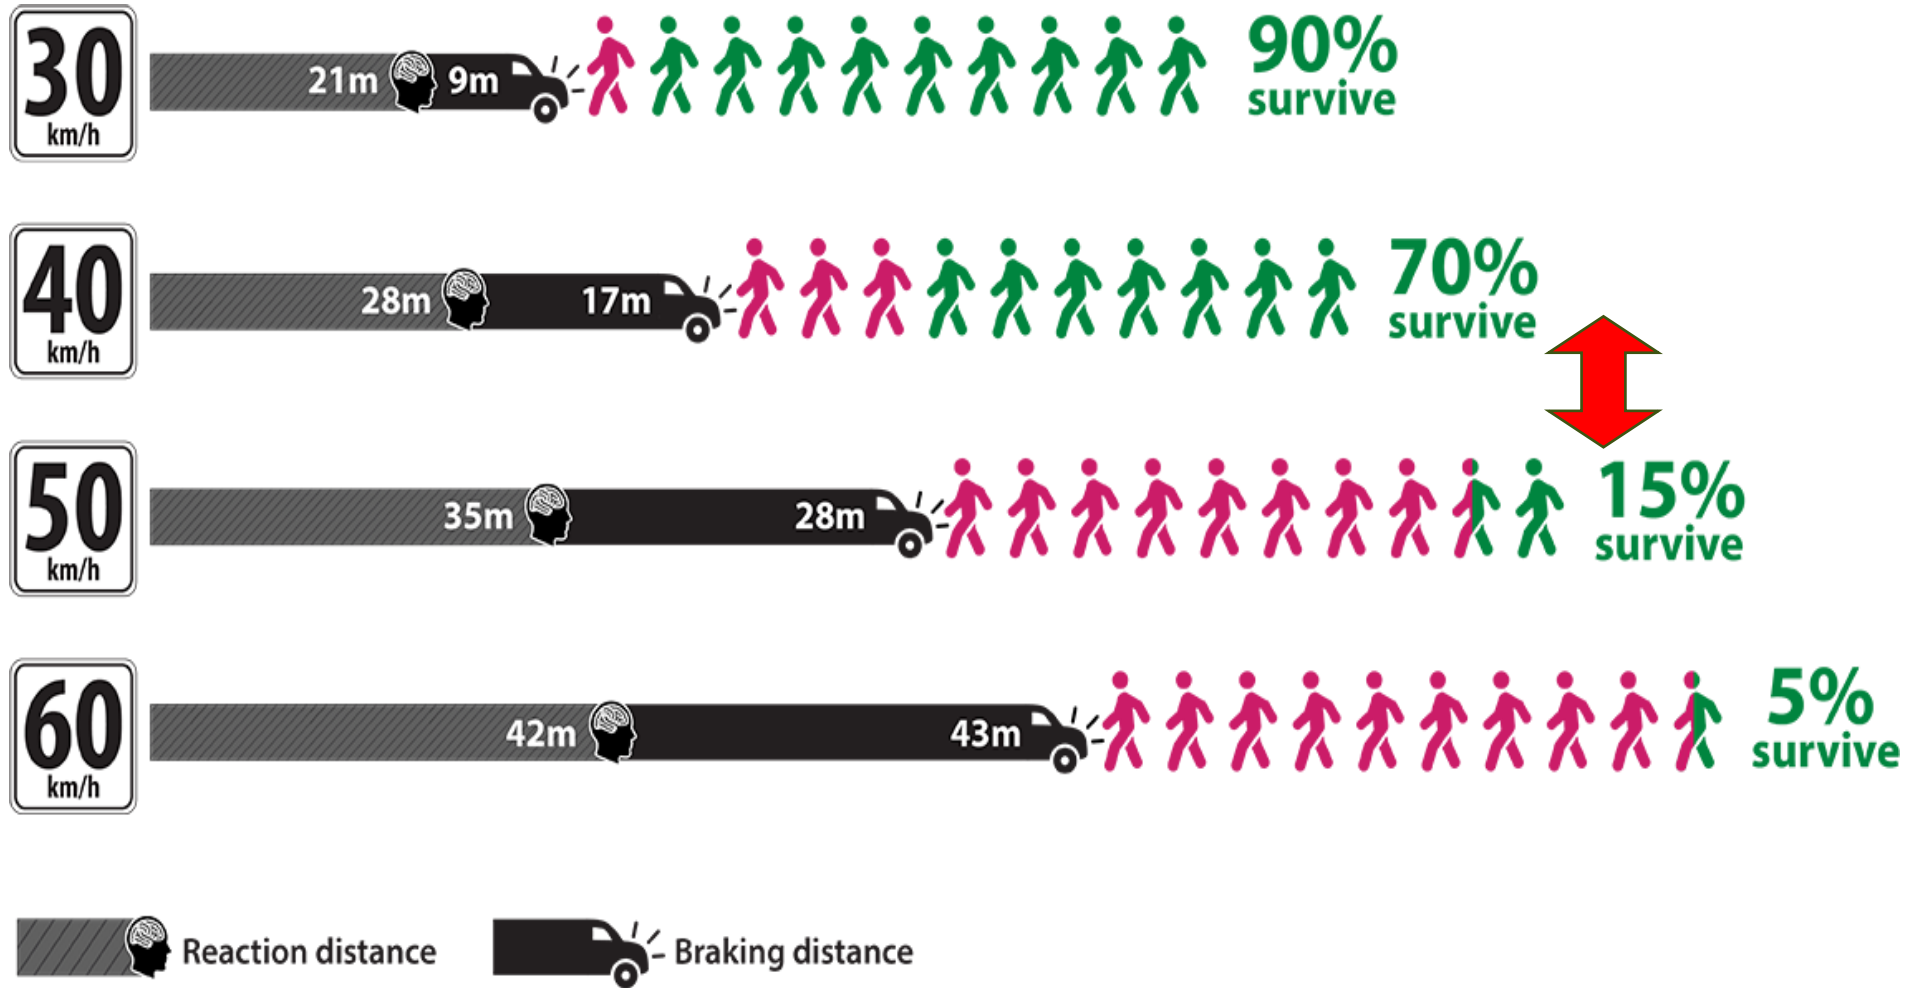 30
km/h
21m
9m
90%
survive
40
km/h
28m
17m
70%
survive
50
km/h
35m
28m
15%
survive
60
km/h
42m
43m
5%
survive
Reaction distance
Braking distance